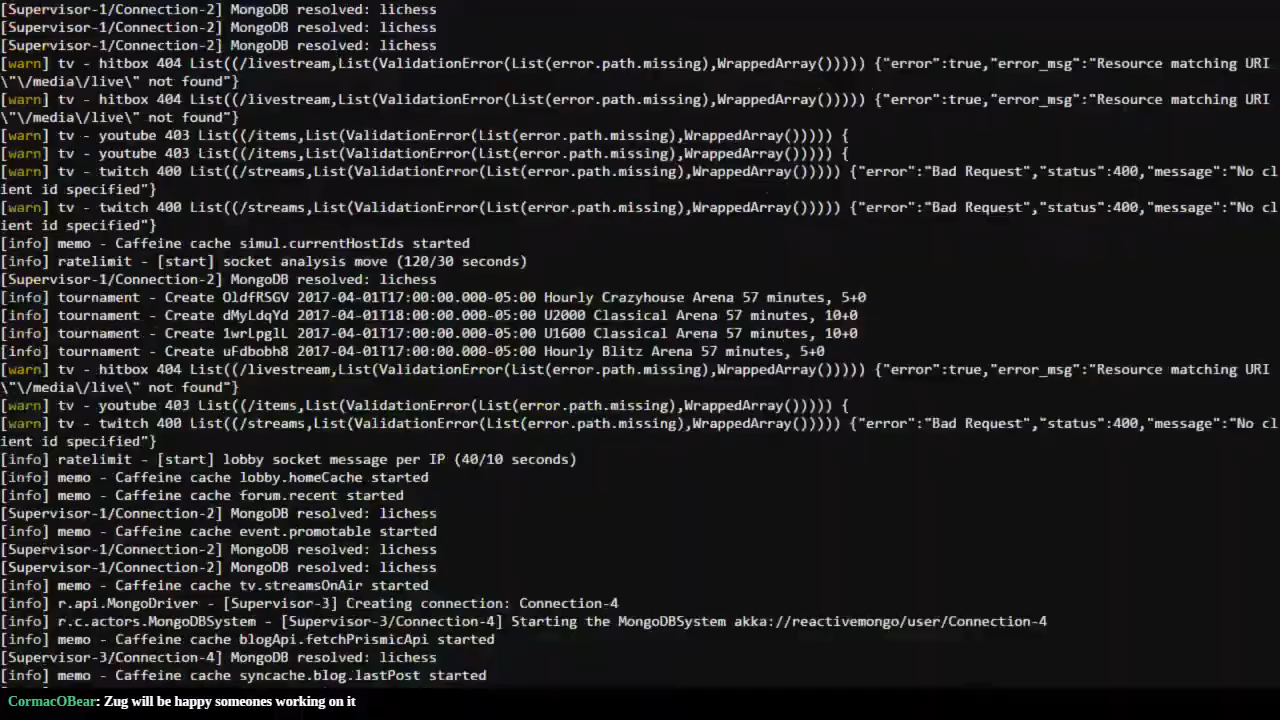 [Supervisor-1/Connection-2] MongoDB resolved: lichess
[Supervisor-1/Connection-2] MongoDB resolved: lichess
[Supervisor-1/Connection-2] MongoDB resolved: lichess
[warn] tv - hitbox 404 List((/livestream,List(ValidationError(List(error.path.missing),WrappedArray())))) {"error":true,"error_msg":"Resource matching URI
\"\/media\/live\" not found"}
[warn] tv - hitbox 404 List((/livestream,List(ValidationError(List(error.path.missing),WrappedArray())))) {"error":true,"error_msg":"Resource matching URI
\"\/media\/live\" not found"}
[warn] tv - youtube 403 List((/items,List(ValidationError(List(error.path.missing),WrappedArray())))) {
[warn] tv - youtube 403 List((/items,List(ValidationError(List(error.path.missing),WrappedArray())))) {
[warn] tv - twitch 400 List((/streams,List(ValidationError(List(error.path.missing),WrappedArray())))) {"error":"Bad Request","status":400,"message":"No cl
ient id specified"}
[warn] tv - twitch 400 List((/streams,List(ValidationError(List(error.path.missing),WrappedArray())))) {"error":"Bad Request","status":400,"message":"No cl
ient id specified"}
[info] memo - Caffeine cache simul.currentHostIds started
[info] ratelimit - [start] socket analysis move (120/30 seconds)
[Supervisor-1/Connection-2] MongoDB resolved: lichess
[info] tournament - Create OldfRSGV 2017-04-01T17:00:00.000-05:00 Hourly Crazyhouse Arena 57 minutes, 5+0
[info] tournament - Create dMyLdqYd 2017-04-01T18:00:00.000-05:00 U2000 Classical Arena 57 minutes, 10+0
[info] tournament - Create 1wrLpglL 2017-04-01T17:00:00.000-05:00 U1600 Classical Arena 57 minutes, 10+0
[info] tournament - Create uFdbobh8 2017-04-01T17:00:00.000-05:00 Hourly Blitz Arena 57 minutes, 5+0
[warn] tv - hitbox 404 List((/livestream,List(ValidationError(List(error.path.missing),WrappedArray())))) {"error":true,"error_msg":"Resource matching URI
\"\/media\/live\" not found"}
[warn] tv - youtube 403 List((/items,List(ValidationError(List(error.path.missing),WrappedArray())))) {
[warn] tv - twitch 400 List((/streams,List(ValidationError(List(error.path.missing),WrappedArray())))) {"error":"Bad Request","status":400,"message":"No cl
ient id specified"}
[info] ratelimit - [start] lobby socket message per IP (40/10 seconds)
[info] memo - Caffeine cache lobby.homeCache started
[info] memo - Caffeine cache forum.recent started
[Supervisor-1/Connection-2] MongoDB resolved: lichess
[info] memo - Caffeine cache event.promotable started
[Supervisor-1/Connection-2] MongoDB resolved: lichess
[Supervisor-1/Connection-2] MongoDB resolved: lichess
[info] memo - Caffeine cache tv.streamsOnAir started
[info] r.api.MongoDriver - [Supervisor-3] Creating connection: Connection-4
[info] r.c.actors.MongoDBSystem - [Supervisor-3/Connection-4] Starting the MongoDBSystem akka://reactivemongo/user/Connection-4
[info] memo - Caffeine cache blogApi.fetchPrismicApi started
[Supervisor-3/Connection-4] MongoDB resolved: lichess
[info] memo - Caffeine cache syncache.blog.lastPost started
CormacOBear: Zug will be happy someones working on it